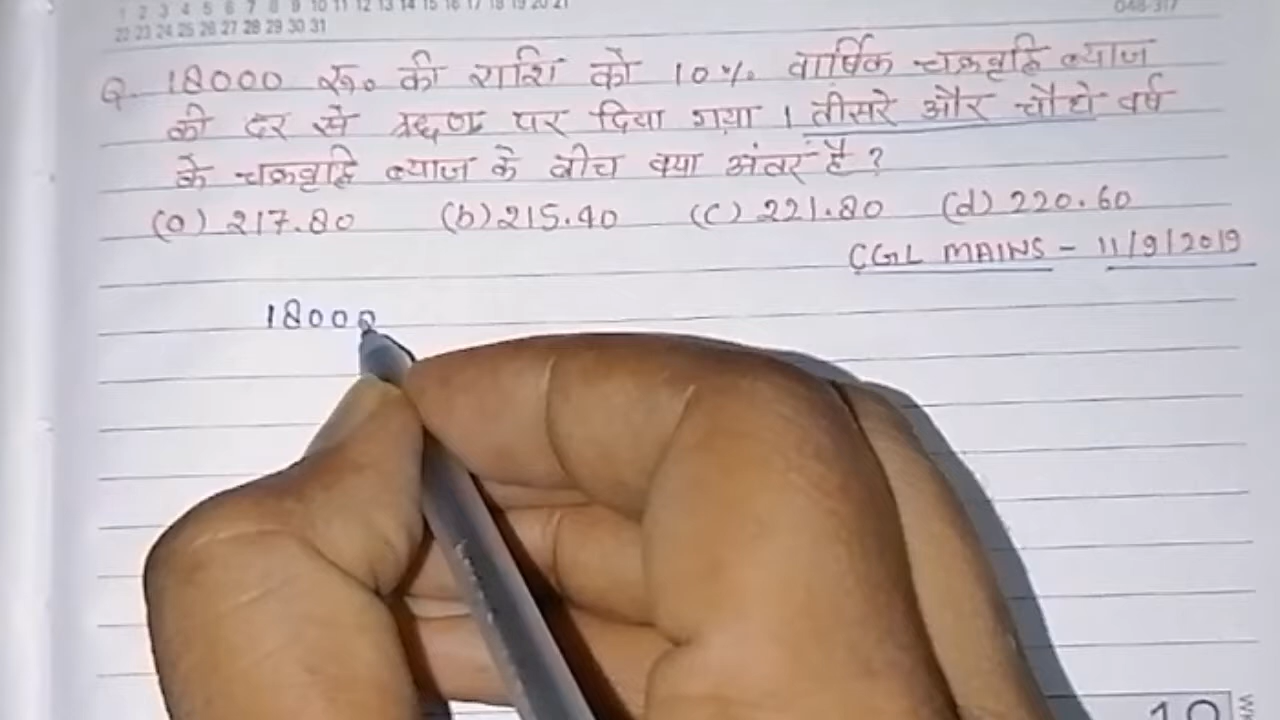 1 2 3 4 5 6 7 8 9 10 11 12 13 14 15 16 17 18 19 20 21
22 23 24 25 26 27 28 29 30 31
048-317
Q. 18000 रू० की राशि को 10% वार्षिक चक्रवृद्धि ब्याज
की दर से ऋण पर दिया गया । तीसरे और चौथे वर्ष
के चक्रवृद्धि ब्याज के बीच क्या अंतर है ?
(a) 217.80 (b) 215.40 (c) 221.80 (d) 220.60
CGL MAINS - 11/9/2019
18000
10